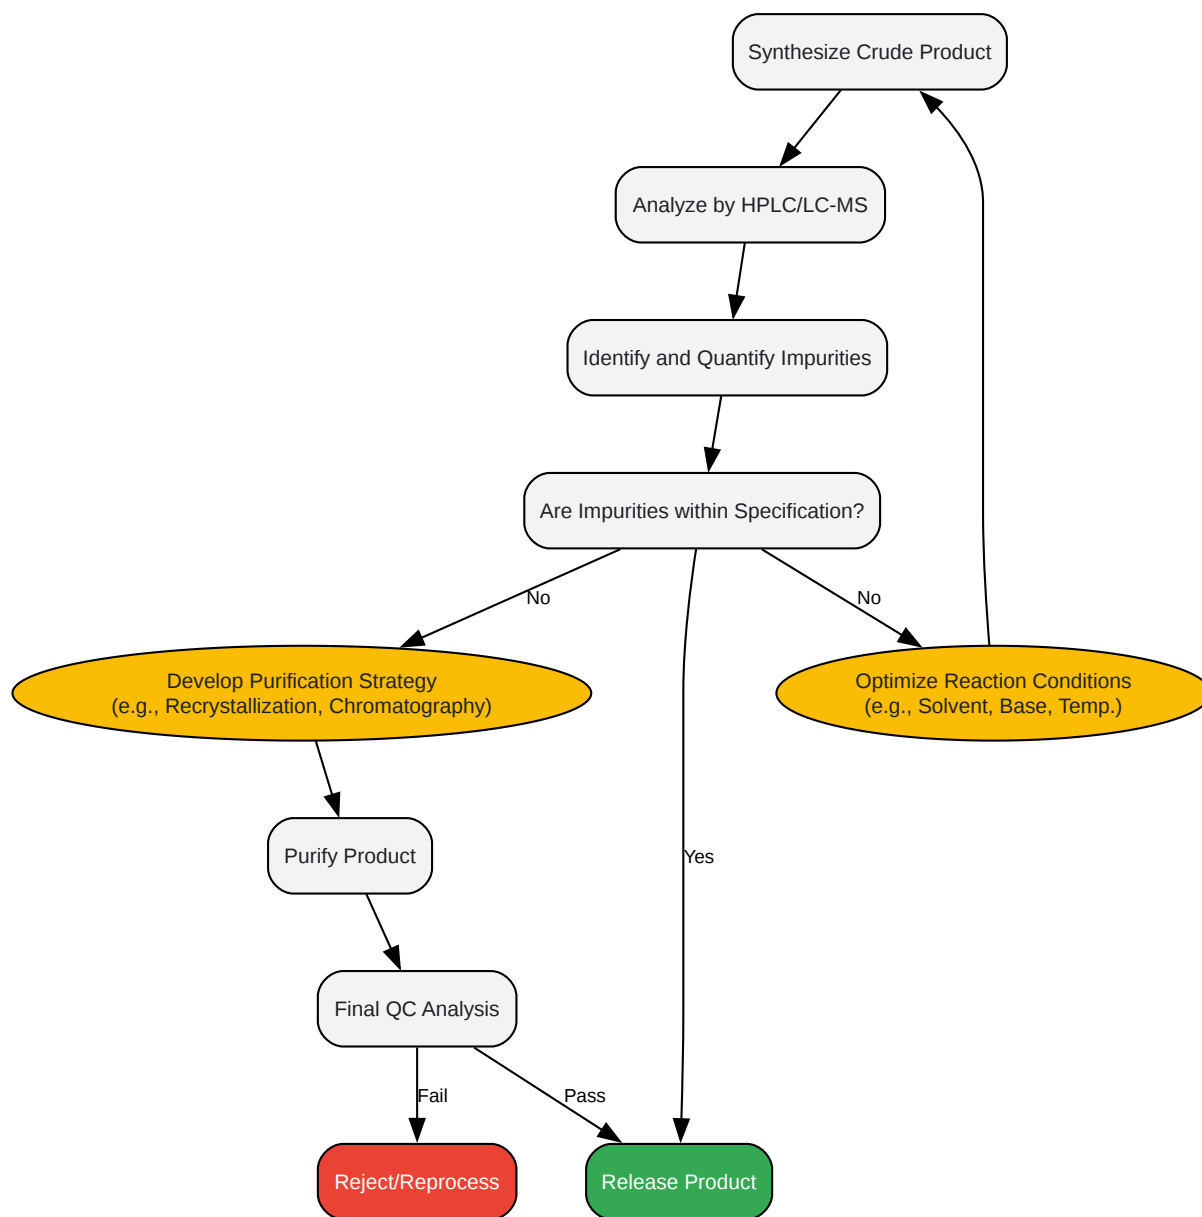 Synthesize Crude Product
Analyze by HPLC/LC-MS
Identify and Quantify Impurities
Are Impurities within Specification?
No
No
Develop Purification Strategy
(e.g., Recrystallization, Chromatography)
Optimize Reaction Conditions
(e.g., Solvent, Base, Temp.)
Purify Product
Yes
Final QC Analysis
Fail
Pass
Reject/Reprocess
Release Product